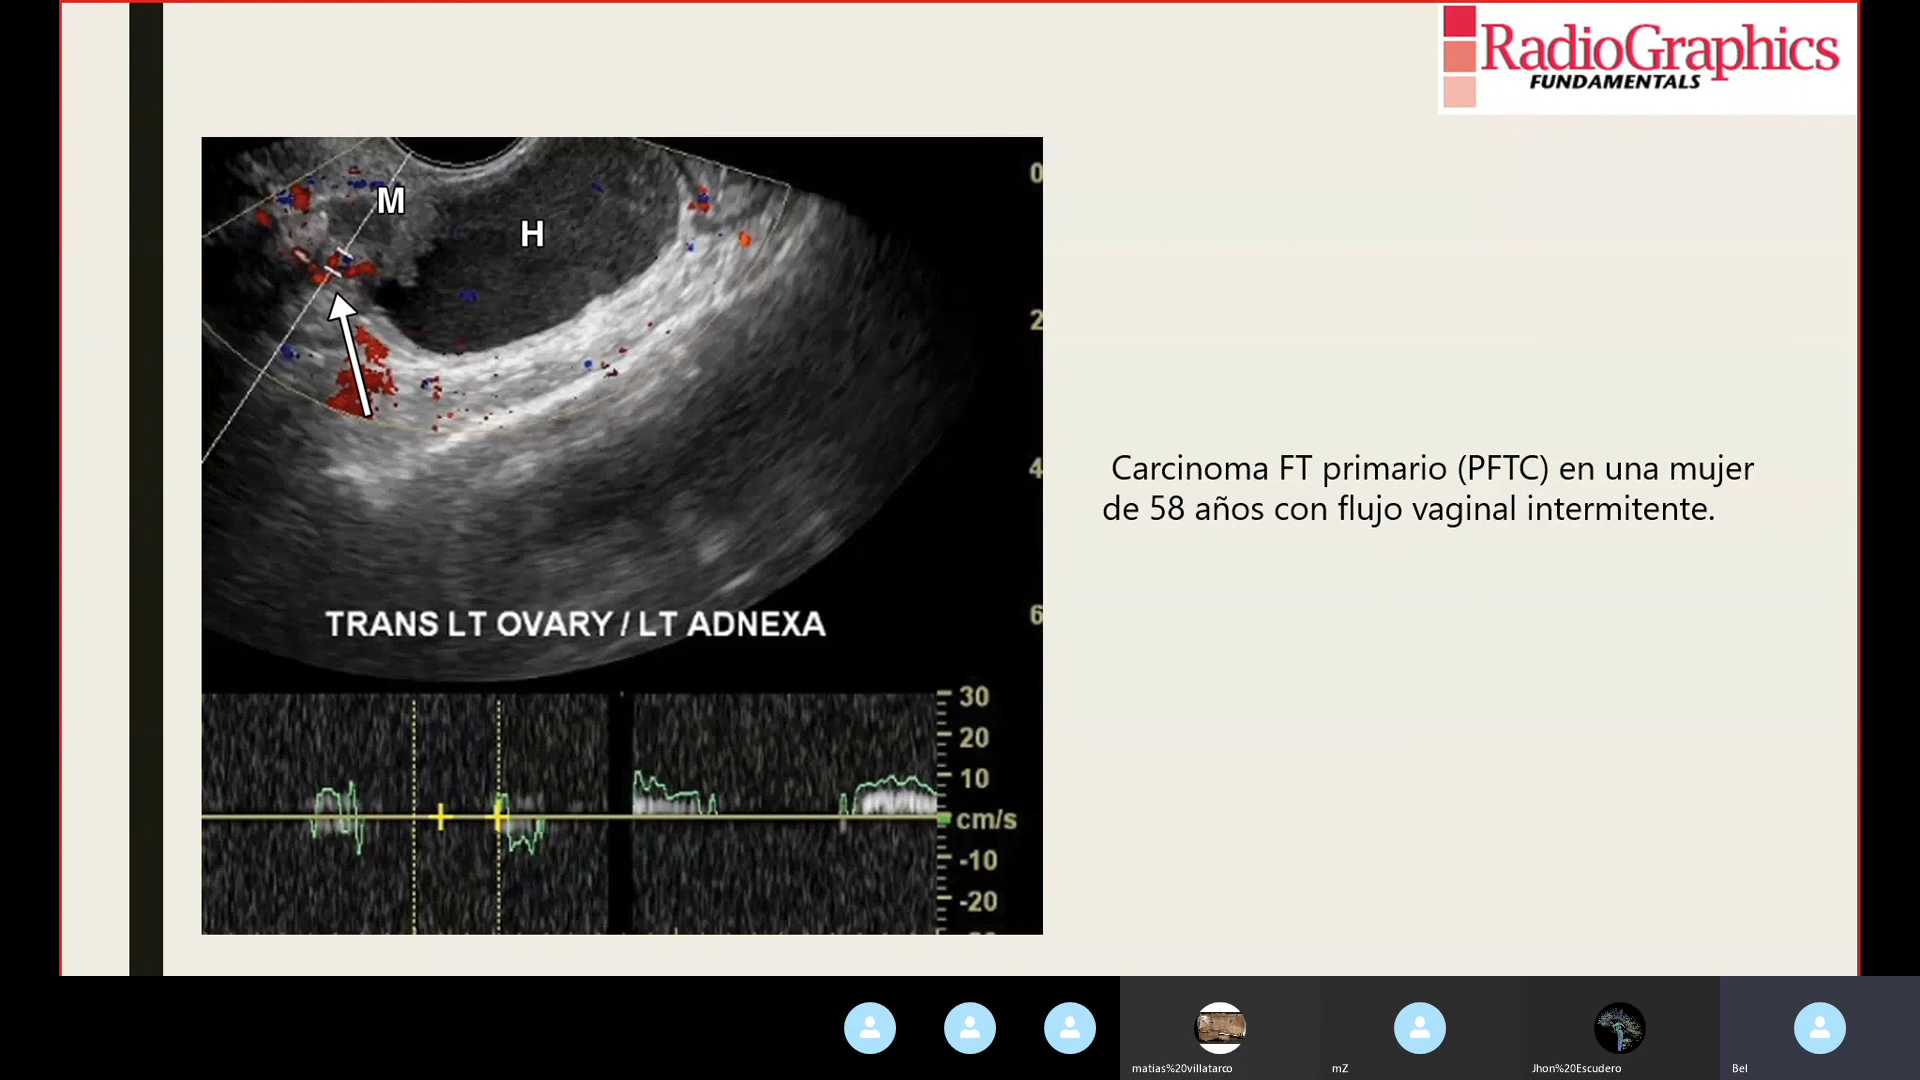 RadioGraphics
FUNDAMENTALS
M
H
0
2
4
6
TRANS LT OVARY / LT ADNEXA
30
20
10
cm/s
-10
-20
Carcinoma FT primario (PFTC) en una mujer
de 58 años con flujo vaginal intermitente.
matias%20villatarco
mZ
Jhon%20Escudero
Bel